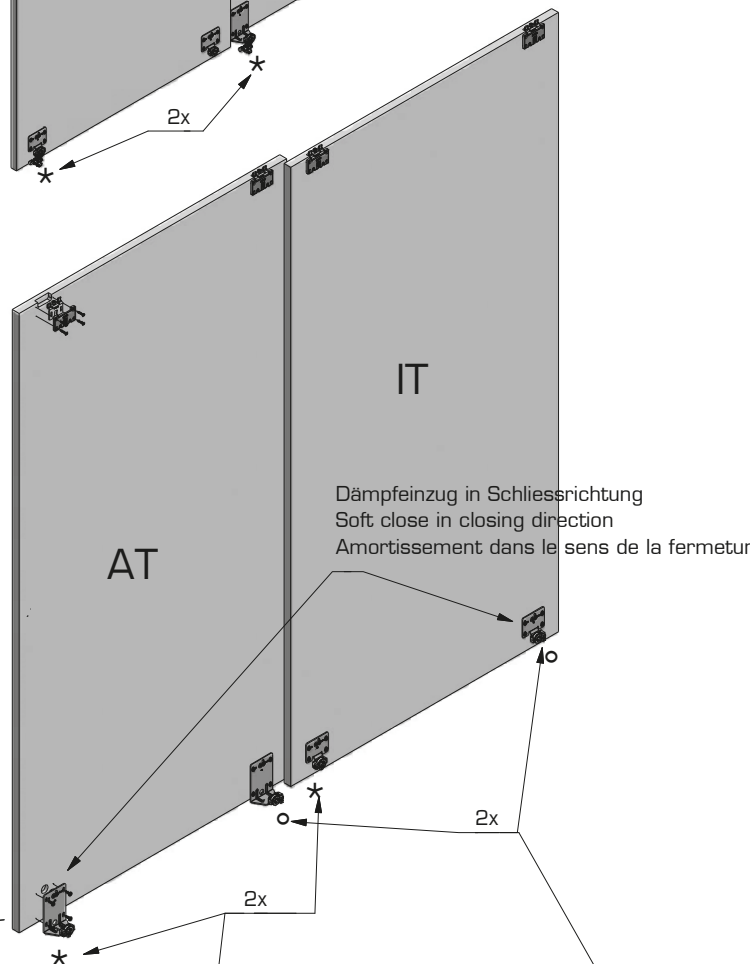 *
2x
*
IT
Dämpfeinzug in Schliessrichtung
Soft close in closing direction
Amortissement dans le sens de la fermetur
AT
o
*
o
2x
2x
*